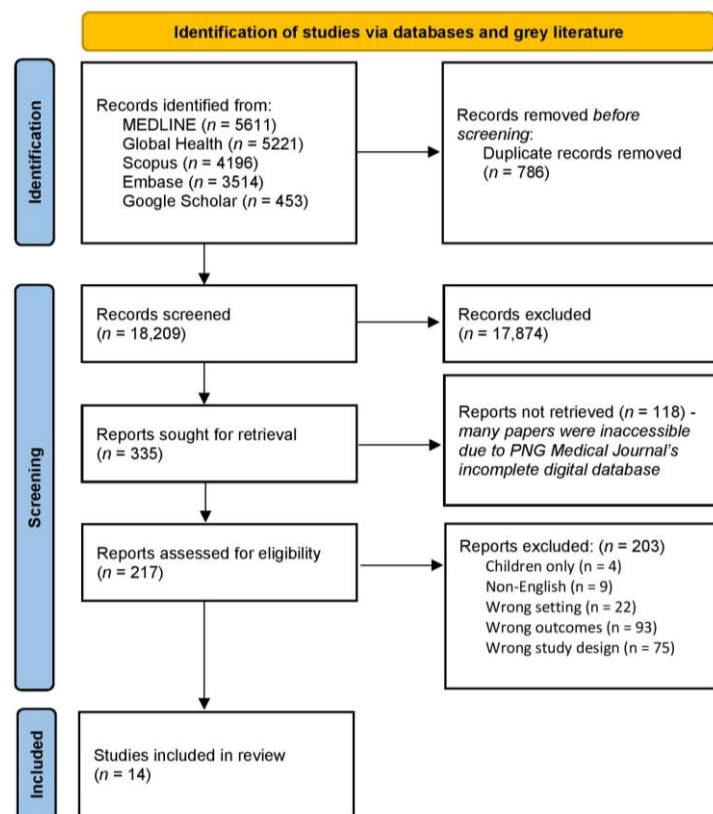 Identification of studies via databases and grey literature
Identification
Records identified from:
MEDLINE (n = 5611)
Global Health (n = 5221)
Scopus (n = 4196)
Embase (n = 3514)
Google Scholar (n = 453)
Records removed before
screening:
Duplicate records removed
(n = 786)
Screening
Records screened
(n = 18,209)
Records excluded
(n = 17,874)
Reports sought for retrieval
(n = 335)
Reports not retrieved (n = 118) -
many papers were inaccessible
due to PNG Medical Journal's
incomplete digital database
Reports assessed for eligibility
(n = 217)
Reports excluded: (n = 203)
Children only (n = 4)
Non-English (n = 9)
Wrong setting (n = 22)
Wrong outcomes (n = 93)
Wrong study design (n = 75)
Included
Studies included in review
(n = 14)